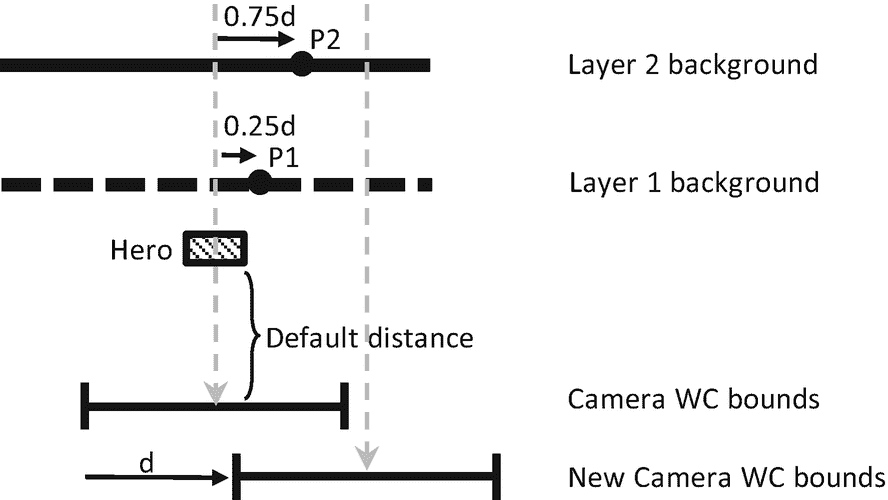 0.75d
P2
Layer 2 background
0.25d
P1
Layer 1 background
Hero
Default distance
Camera WC bounds
d
New Camera WC bounds